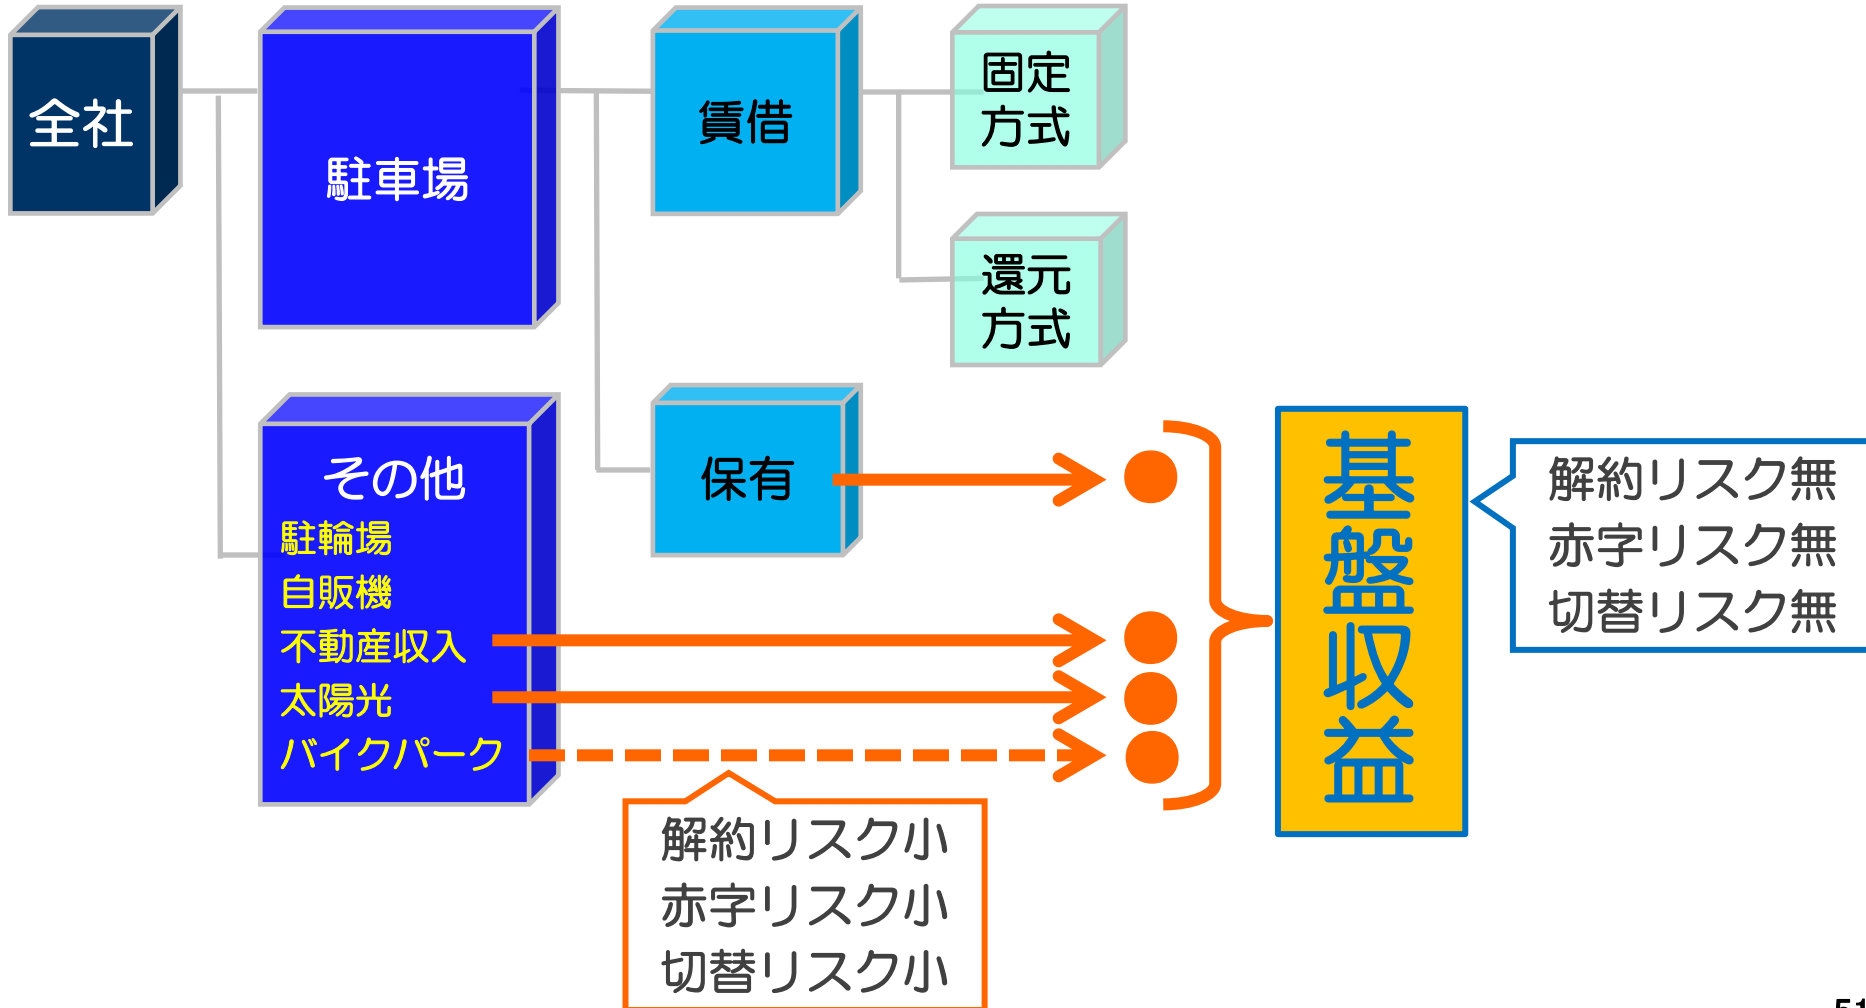 全社
駐車場
賃借
固定
方式
還元
方式
その他
駐輪場
自販機
不動産収入
太陽光
バイクパーク
保有
基盤収益
解約リスク無
赤字リスク無
切替リスク無
解約リスク小
赤字リスク小
切替リスク小
51